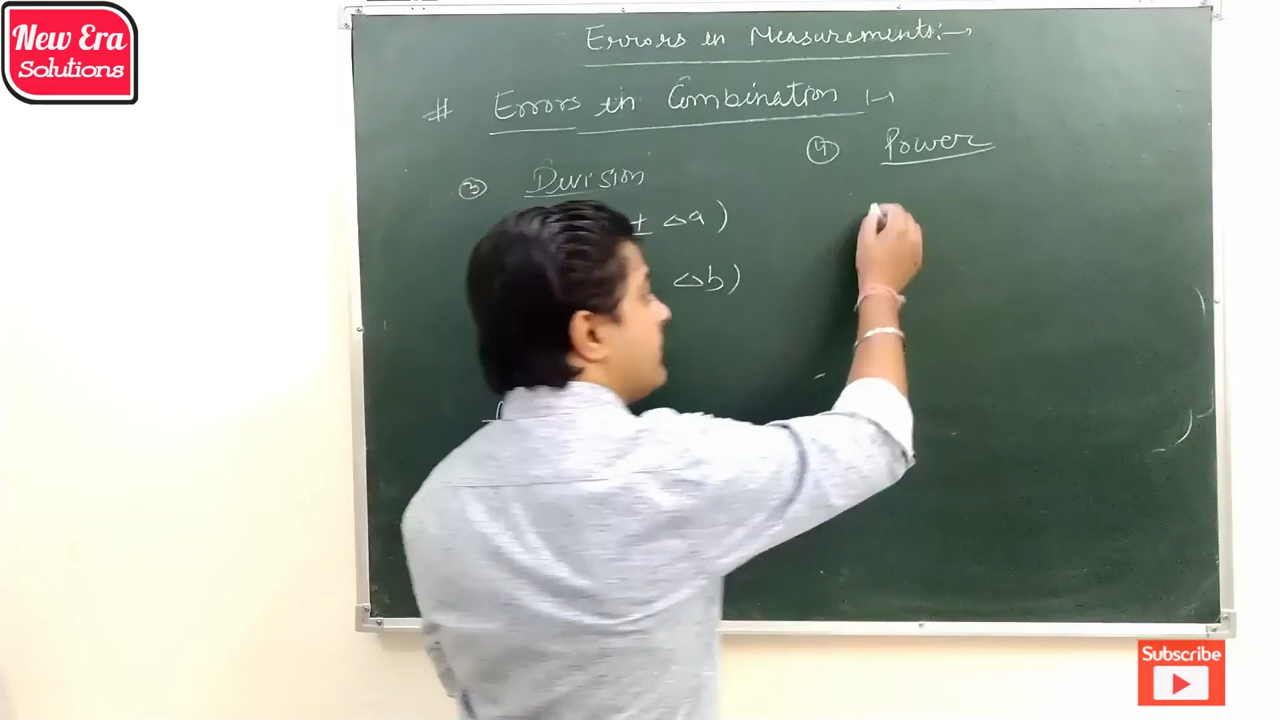 New Era
Solutions
Errors in Measurements:→
# Errors in Combination :→
③ Division
± Δa)
Δb)
④ Power
Subscribe